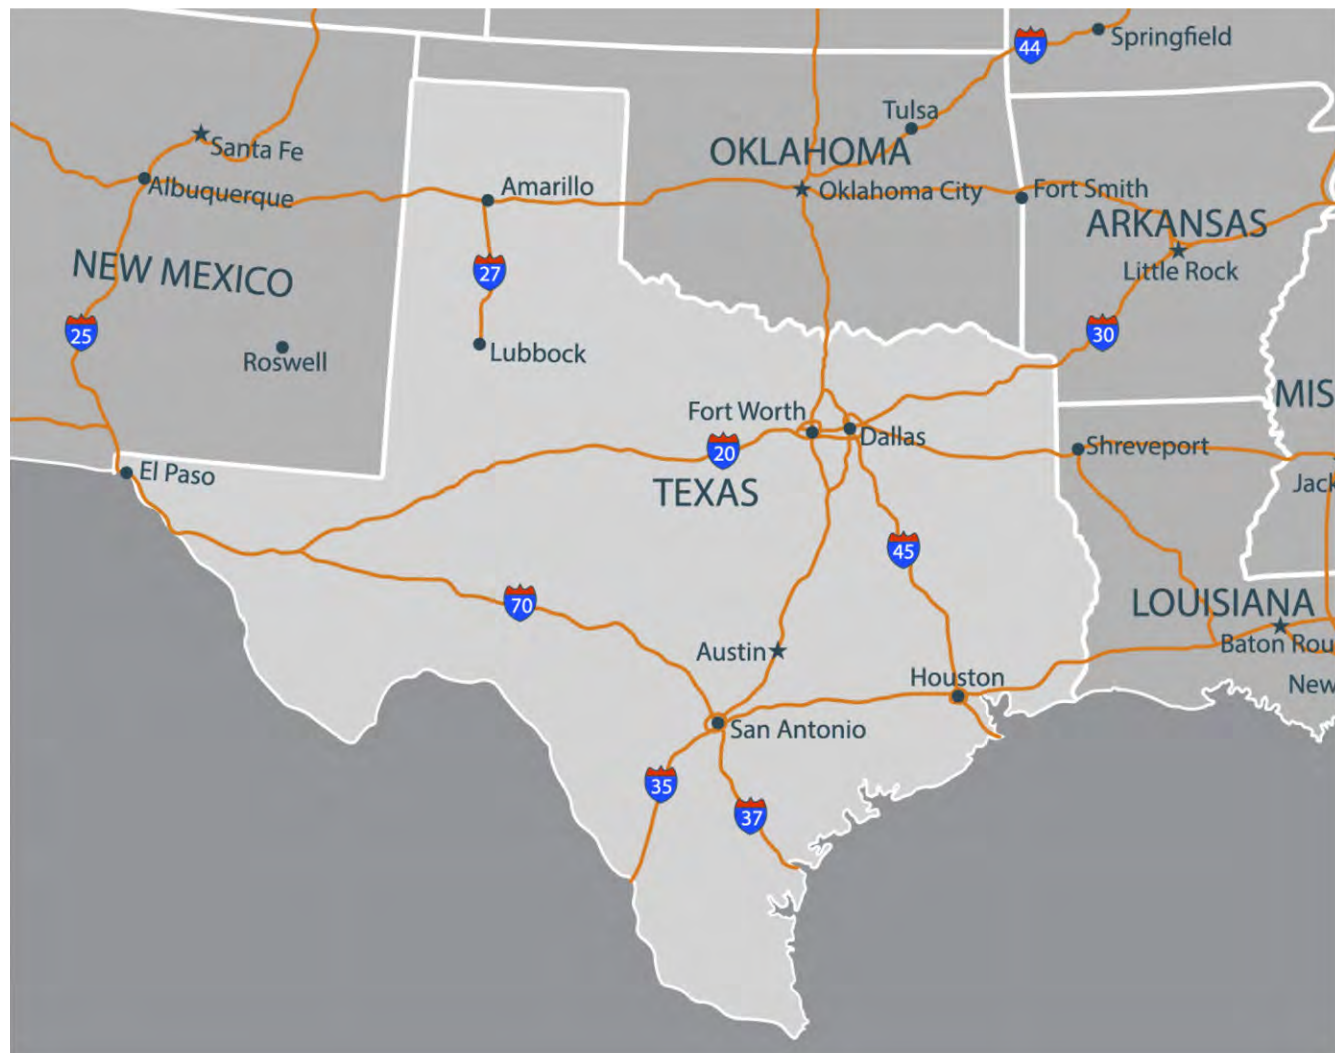 44
Springfield
Tulsa
Santa Fe
OKLAHOMA
Albuquerque
Amarillo
Oklahoma City
Fort Smith
ARKANSAS
NEW MEXICO
27
Little Rock
25
30
Roswell
Lubbock
MIS
Fort Worth
Dallas
Shreveport
20
El Paso
TEXAS
Jack
45
70
LOUISIANA
Austin
Baton Rou
Houston
New
San Antonio
35
37